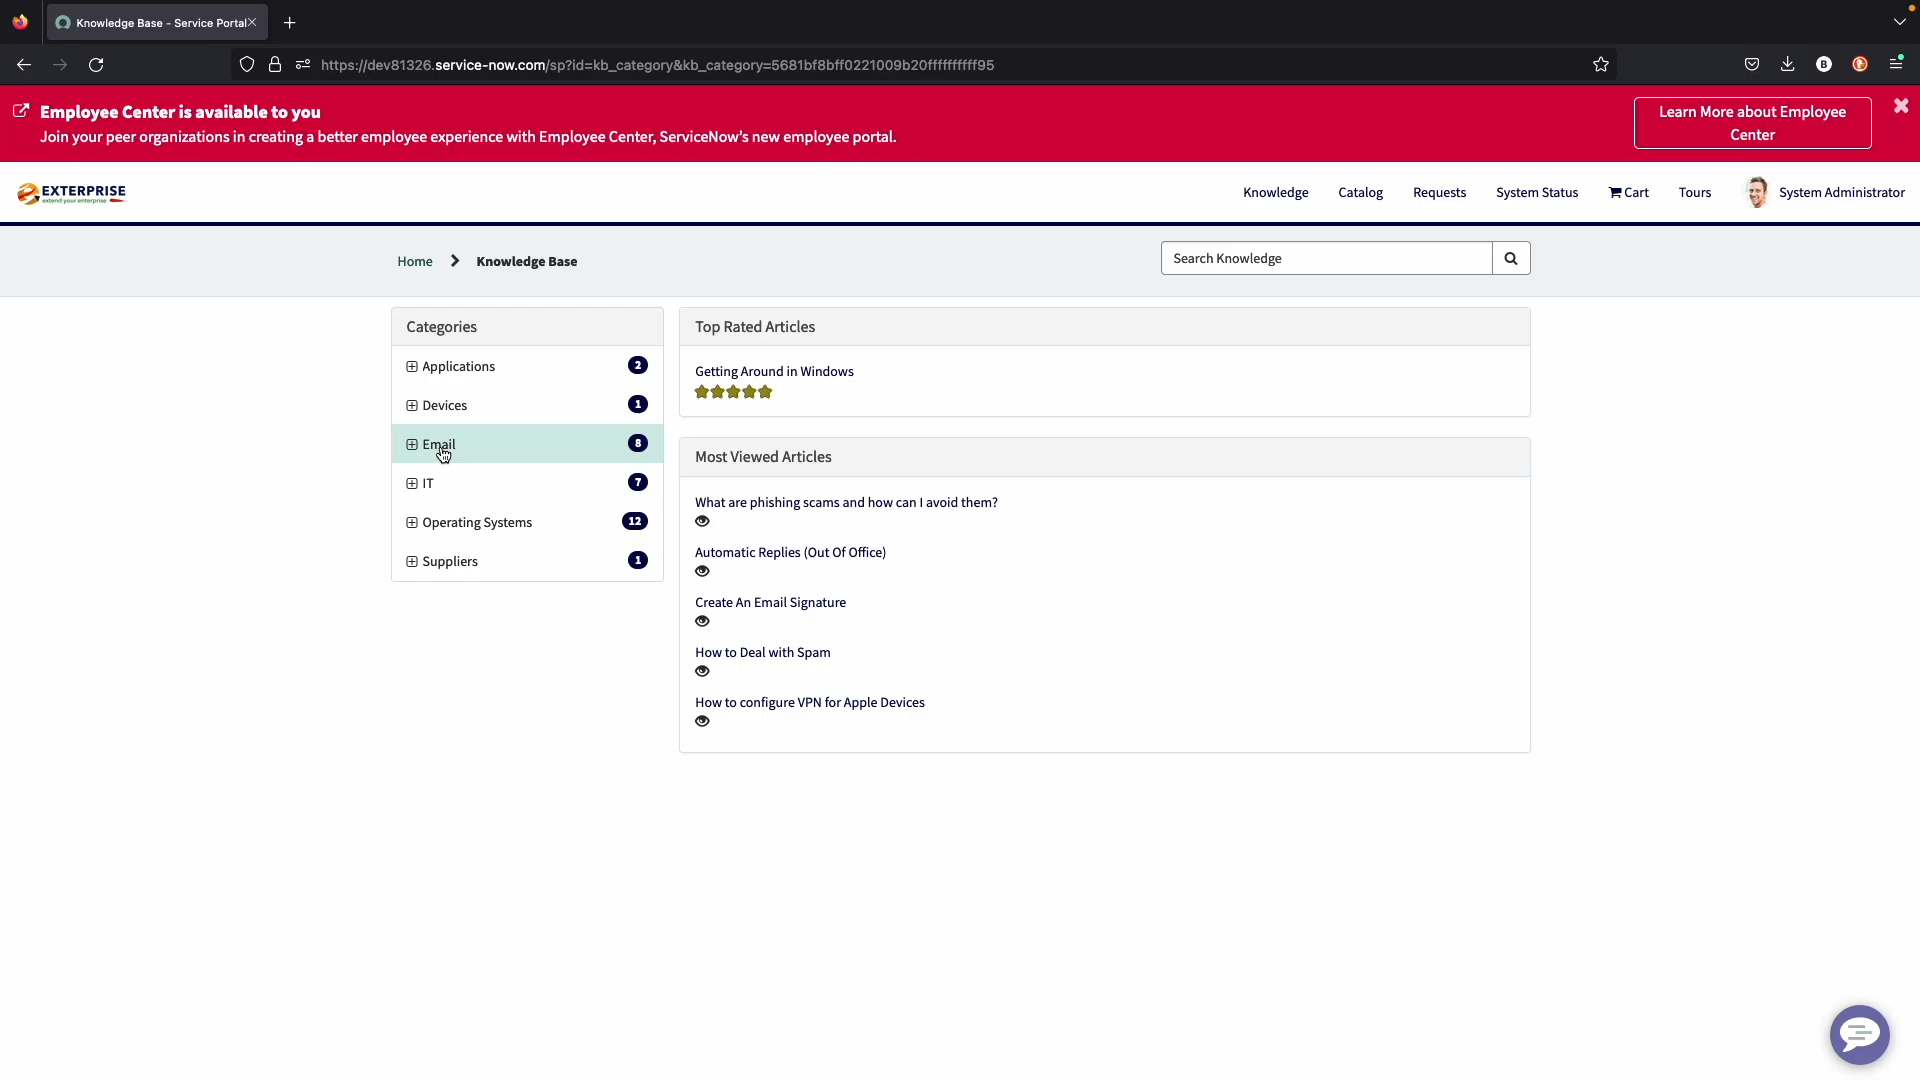 Knowledge Base - Service Portal
https://dev81326.service-now.com/sp?id=kb_category&kb_category=5681bf8bff0221009b20ffffffffff95
B
Employee Center is available to you
Join your peer organizations in creating a better employee experience with Employee Center, ServiceNow's new employee portal.
Learn More about Employee
Center
EXTERPRISE
extend your enterprise
Knowledge
Catalog
Requests
System Status
Cart
Tours
System Administrator
Home
Knowledge Base
Search Knowledge
Categories
Applications 2
Devices 1
Email 8
IT 7
Operating Systems 12
Suppliers 1
Top Rated Articles
Getting Around in Windows
Most Viewed Articles
What are phishing scams and how can I avoid them?
Automatic Replies (Out Of Office)
Create An Email Signature
How to Deal with Spam
How to configure VPN for Apple Devices